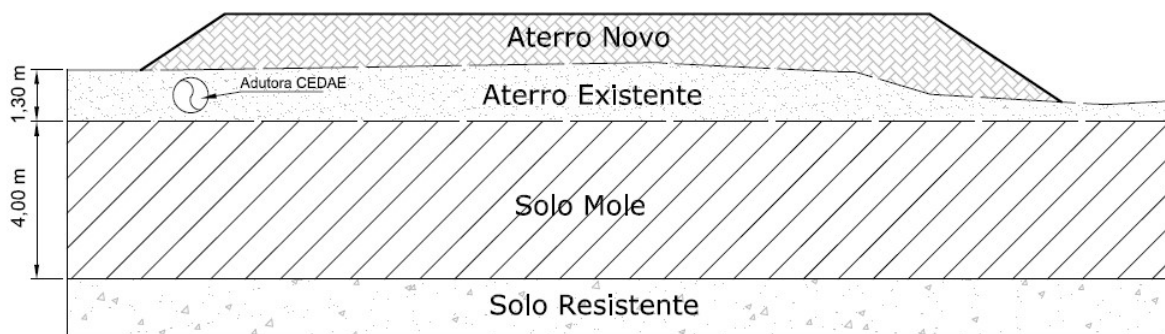 Aterro Novo
Adutora CEDAE
1,30 m
Aterro Existente
4,00 m
Solo Mole
Solo Resistente